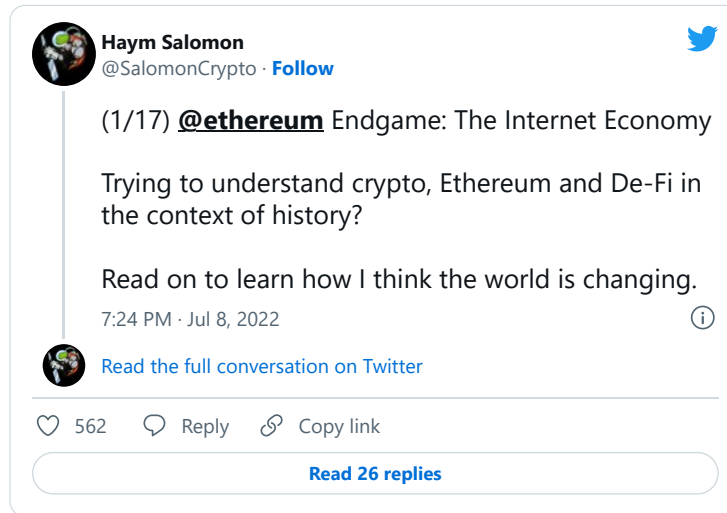 Haym Salomon
@SalomonCrypto · Follow
(1/17) @ethereum Endgame: The Internet Economy
Trying to understand crypto, Ethereum and De-Fi in
the context of history?
Read on to learn how I think the world is changing.
7:24 PM · Jul 8, 2022
Read the full conversation on Twitter
562 Reply Copy link
Read 26 replies